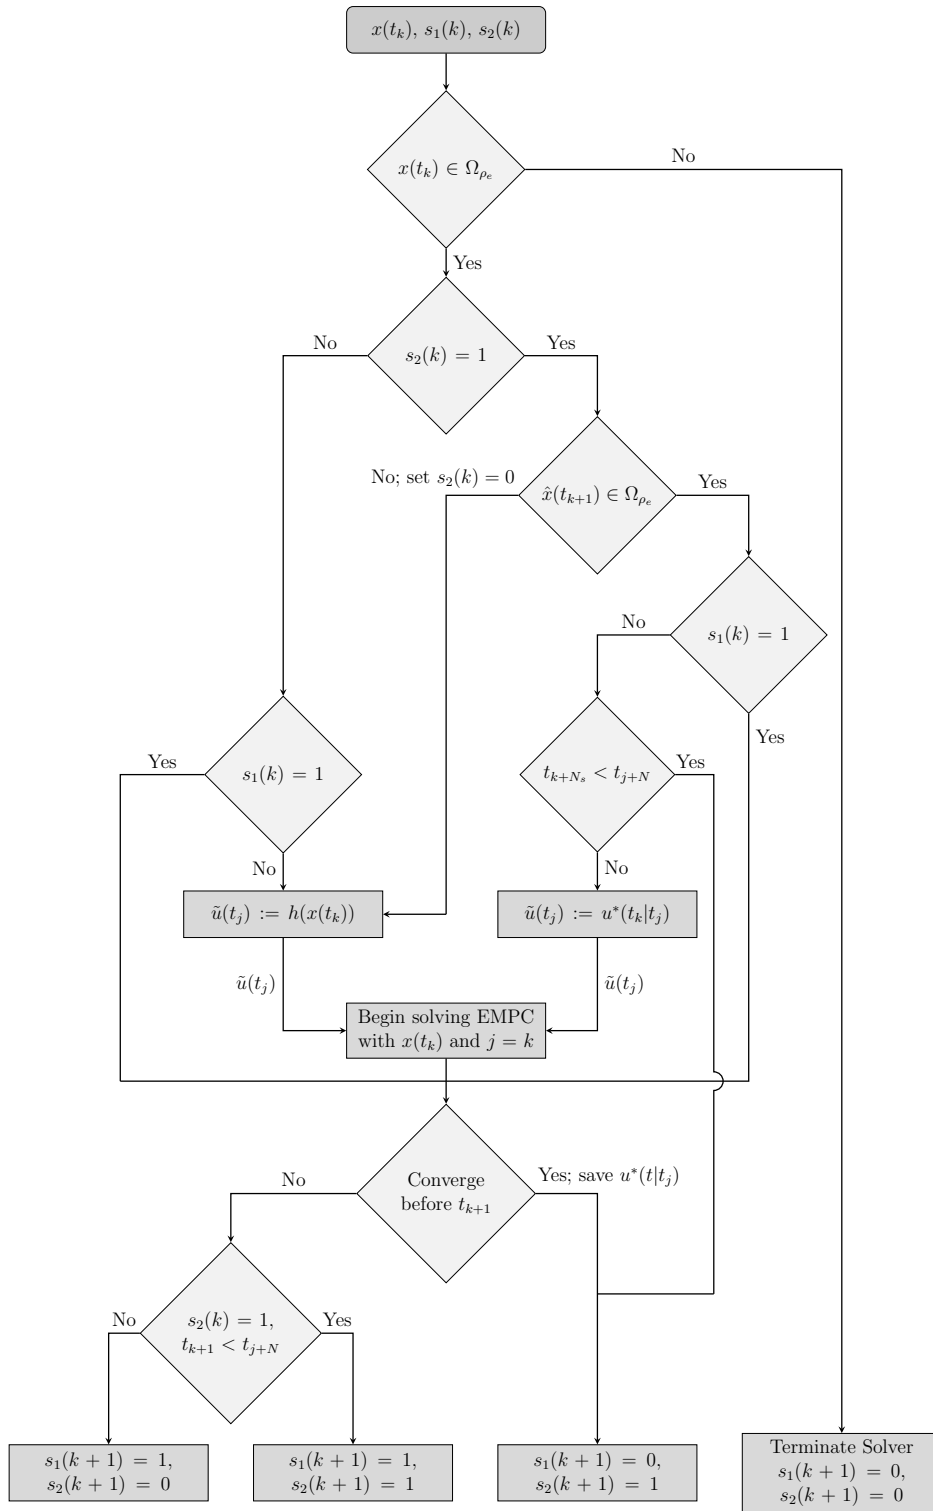 x(t_k), s_1(k), s_2(k)
x(t_k) ∈ Ω_{ρ_e}
No
Yes
s_2(k) = 1
No
Yes
No; set s_2(k) = 0
x̂(t_{k+1}) ∈ Ω_{ρ_e}
Yes
s_1(k) = 1
No
Yes
s_1(k) = 1
Yes
No
t_{k+N_s} < t_{j+N}
Yes
No
ũ(t_j) := h(x(t_k))
ũ(t_j) := u*(t_k|t_j)
ũ(t_j)
ũ(t_j)
Begin solving EMPC
with x(t_k) and j = k
Converge
before t_{k+1}
No
Yes; save u*(t|t_j)
s_2(k) = 1,
t_{k+1} < t_{j+N}
No
Yes
s_1(k + 1) = 1,
s_2(k + 1) = 0
s_1(k + 1) = 1,
s_2(k + 1) = 1
s_1(k + 1) = 0,
s_2(k + 1) = 1
Terminate Solver
s_1(k + 1) = 0,
s_2(k + 1) = 0